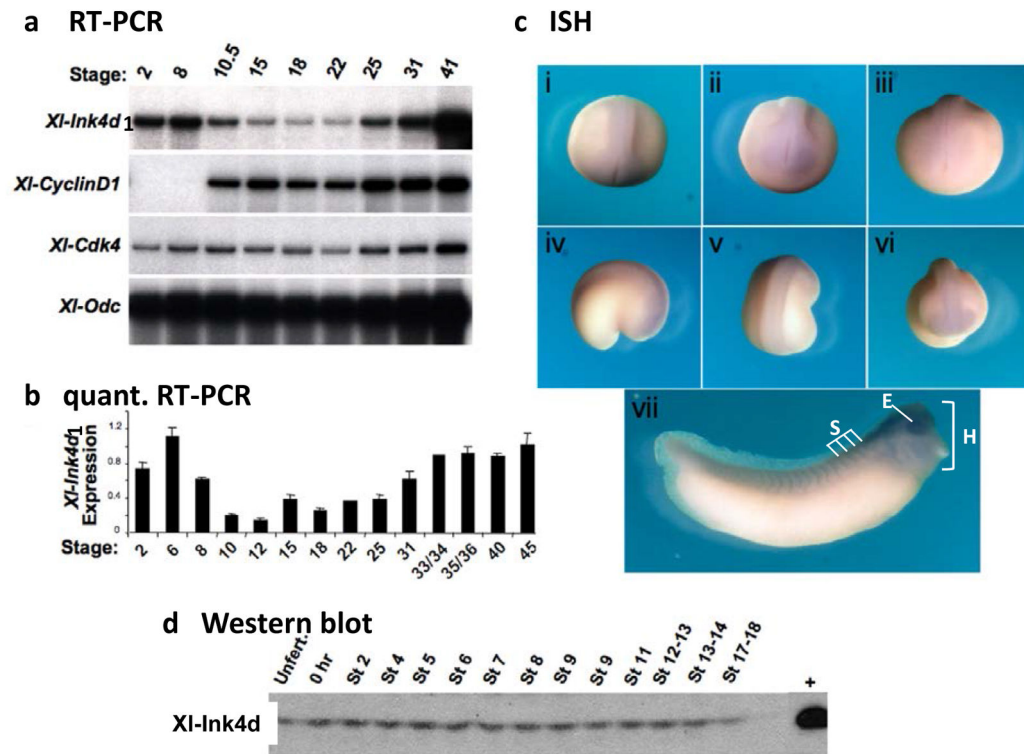 a RT-PCR
Stage: 2 8 10.5 15 18 22 25 31 41
Xl-Ink4d1
Xl-CyclinD1
Xl-Cdk4
Xl-Odc
b quant. RT-PCR
Xl-Ink4d1
Expression
1.2
0.8
0.4
0
Stage: 2 6 8 10 12 15 18 22 25 31 33/34 35/36 40 45
c ISH
i ii iii
iv v vi
vii S E H
d Western blot
Unfert. 0 hr St 2 St 4 St 5 St 6 St 7 St 8 St 9 St 9 St 11 St 12-13 St 13-14 St 17-18 +
Xl-Ink4d